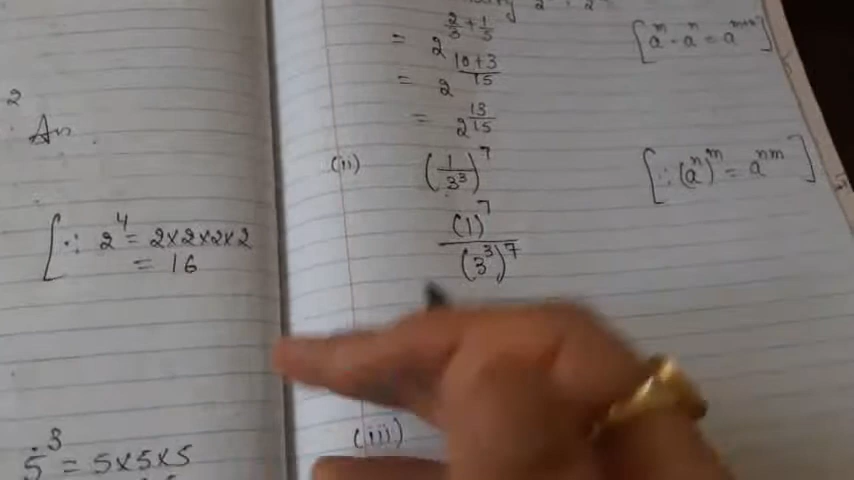 2
An
[∵ 2^4 = 2×2×2×2
= 16
5^3 = 5×5×5
= 2^{2/3 + 1/5} [a^m · a^n = a^{m+n}]
= 2^{(10+3)/15}
= 2^{13/15}
(ii) (1/3^3)^7 [∵ (a^n)^m = a^{nm}]
(1)^7/(3^3)^7
(iii)